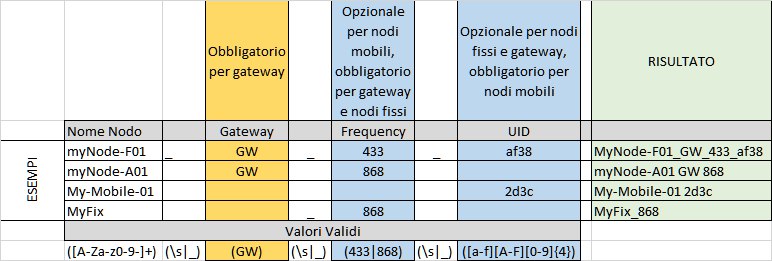 Obbligatorio
per gateway
Opzionale
per nodi
mobili,
obbligatorio
per gateway
e nodi fissi
Opzionale per nodi
fissi e gateway,
obbligatorio per
nodi mobili
RISULTATO
Nome Nodo Gateway Frequency UID
ESEMPI
myNode-F01 _ GW _ 433 _ af38 MyNode-F01_GW_433_af38
myNode-A01 GW 868 myNode-A01 GW 868
My-Mobile-01 2d3c My-Mobile-01 2d3c
MyFix _ 868 MyFix_868
Valori Validi
([A-Za-z0-9-]+) (\s|_) (GW) (\s|_) (433|868) (\s|_) ([a-f][A-F][0-9]{4})